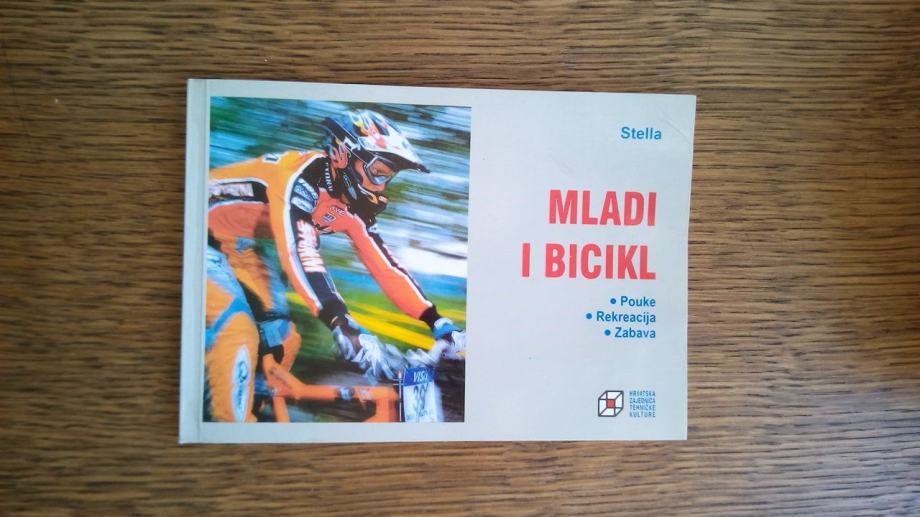 Stella
MLADI
I BICIKL
• Pouke
• Rekreacija
• Zabava
HRVATSKA
ZAJEDNICA
TEHNIČKE
KULTURE